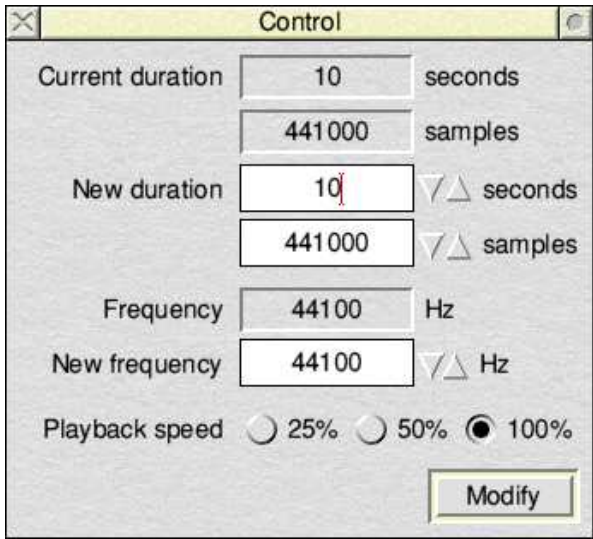 Control
Current duration 10 seconds
441000 samples
New duration 10 seconds
441000 samples
Frequency 44100 Hz
New frequency 44100 Hz
Playback speed 25% 50% 100%
Modify